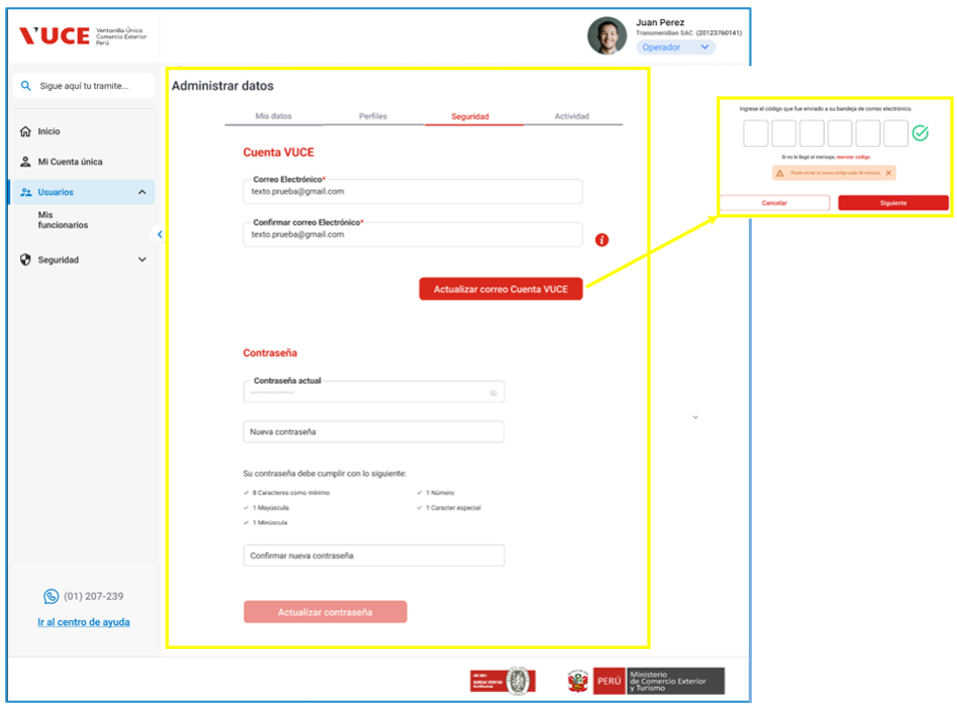 VUCE
Ventanilla Única
Comercio Exterior
Perú
Juan Perez
Transmeridian SAC (20123760141)
Operador
Sigue aquí tu tramite...
Inicio
Mi Cuenta única
Usuarios
Mis
funcionarios
Seguridad
(01) 207-239
Ir al centro de ayuda
Administrar datos
Mis datos
Perfiles
Seguridad
Actividad
Cuenta VUCE
Correo Electrónico*
texto.prueba@gmail.com
Confirmar correo Electrónico*
texto.prueba@gmail.com
Actualizar correo Cuenta VUCE
Contraseña
Contraseña actual
Nueva contraseña
Su contraseña debe cumplir con lo siguiente:
8 Caracteres como mínimo
1 Número
1 Mayúscula
1 Caracter especial
1 Minúscula
Confirmar nueva contraseña
Actualizar contraseña
Ingrese el código que fue enviado a su bandeja de correo electrónico.
Si no le llegó el mensaje, reenviar código
Puede enviar un nuevo código cada 30 minutos
Cancelar
Siguiente
BUREAU VERITAS
Certification
PERÚ
Ministerio
de Comercio Exterior
y Turismo